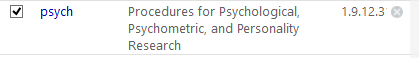 psych Procedures for Psychological, 1.9.12.3
Psychometric, and Personality
Research